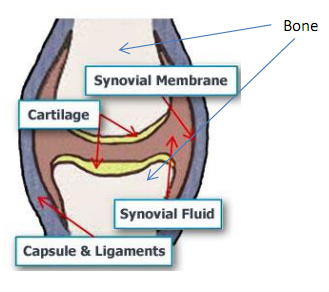 Bone
Synovial Membrane
Cartilage
Synovial Fluid
Capsule & Ligaments